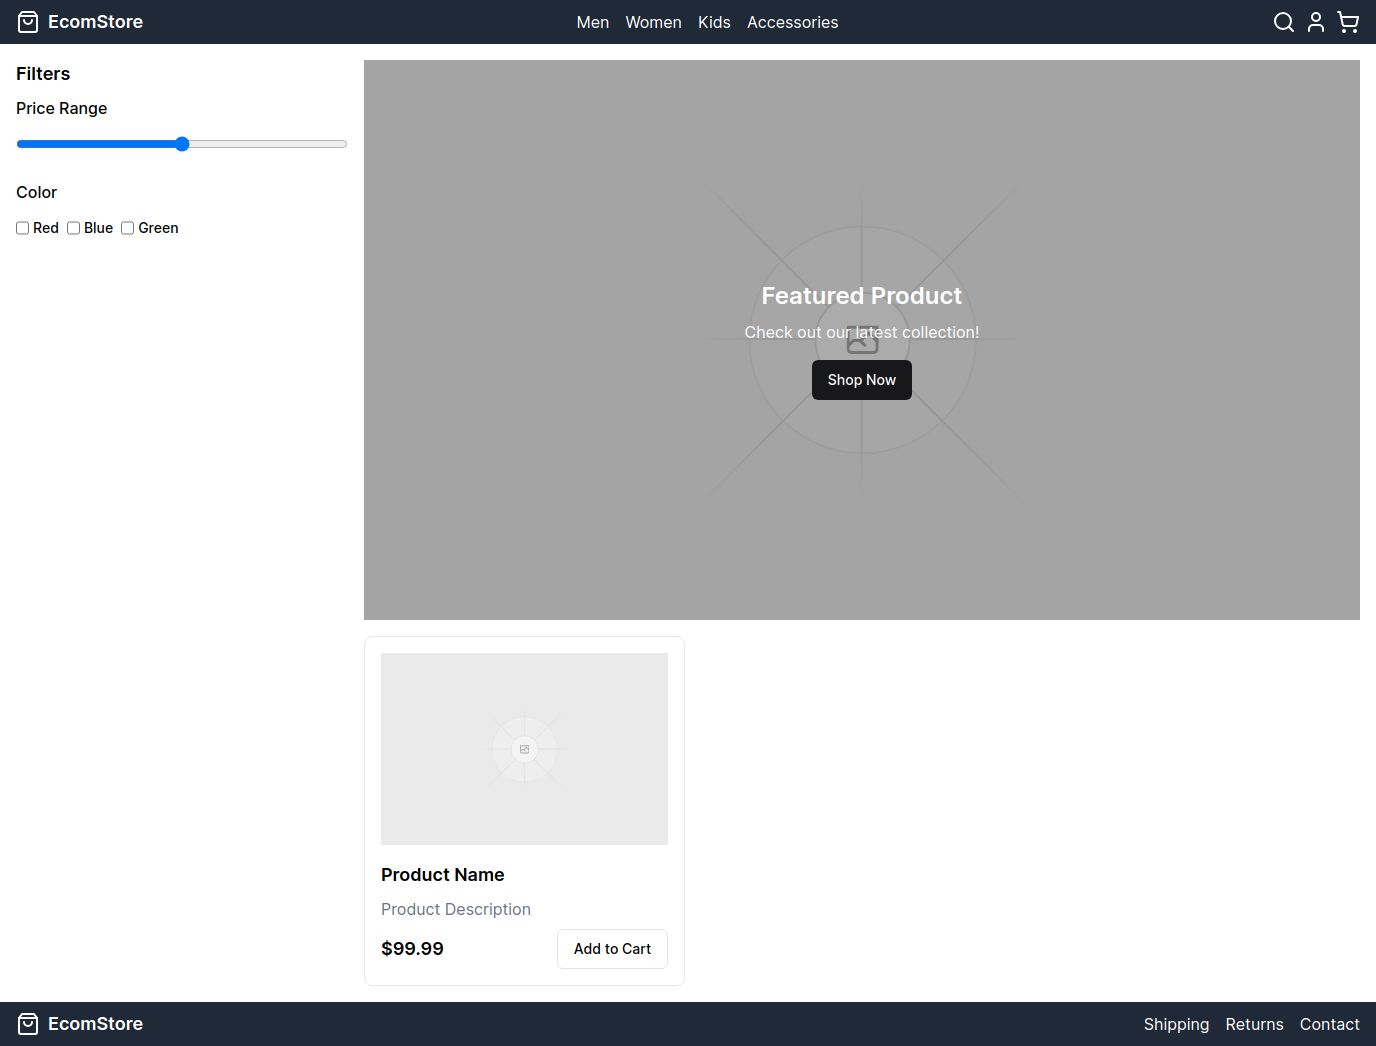 EcomStore
Men Women Kids Accessories
Filters
Price Range
Color
Red Blue Green
Featured Product
Check out our latest collection!
Shop Now
Product Name
Product Description
$99.99
Add to Cart
EcomStore
Shipping Returns Contact